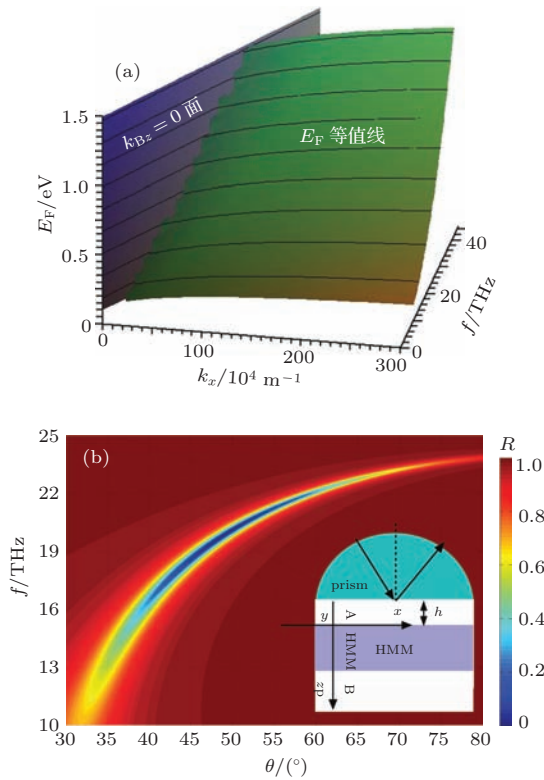 (a)
1.5
1.0
0.5
0
E_F/eV
k_Bz = 0 面
E_F 等值线
40
20
0
f/THz
0
100
200
300
k_x/10⁴ m⁻¹
(b)
25
22
19
16
13
10
f/THz
30 35 40 45 50 55 60 65 70 75 80
θ/(°)
R
1.0
0.8
0.6
0.4
0.2
0
prism
A
x
h
y
HMM
HMM
B
zp